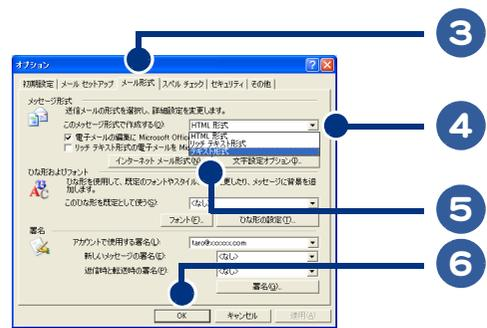 3
オプション
初期設定 メール セットアップ メール形式 スペル チェック セキュリティ その他
メッセージ形式
送信メールの形式を選択し、詳細設定を変更します。
このメッセージ形式で作成する(O): HTML 形式
4
電子メールの編集に Microsoft Offic
HTML 形式
リッチ テキスト形式の電子メールを Mic
リッチ テキスト形式
テキスト形式
インターネット メール形式(N)... 文字設定オプション(I)...
ひな形およびフォント
ひな形を使用して、既定のフォントやスタイル、 更したり、メッセージに背景を追加します。
5
このひな形を既定として使う(S): <なし>
フォント(F)... ひな形の設定(T)...
署名
アカウントで使用する署名(L): taro@xxxxxx.com
新しいメッセージの署名(E): <なし>
6
返信時と転送時の署名(P): <なし>
署名(G)...
OK キャンセル 適用(A)